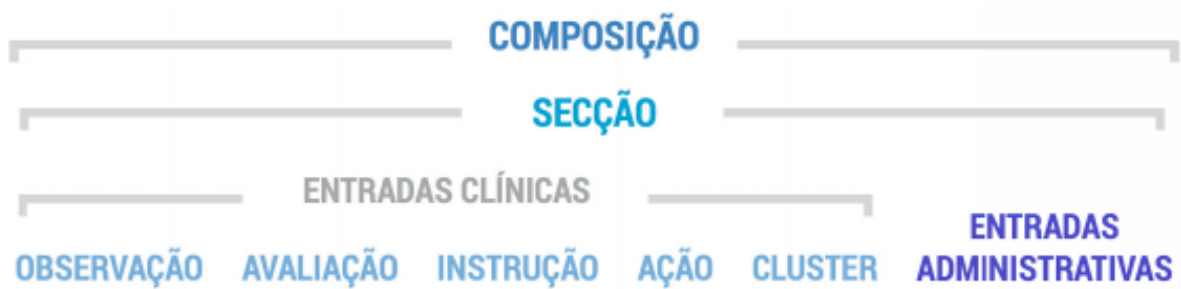 COMPOSIÇÃO
SECÇÃO
ENTRADAS CLÍNICAS
OBSERVAÇÃO AVALIAÇÃO INSTRUÇÃO AÇÃO CLUSTER
ENTRADAS
ADMINISTRATIVAS